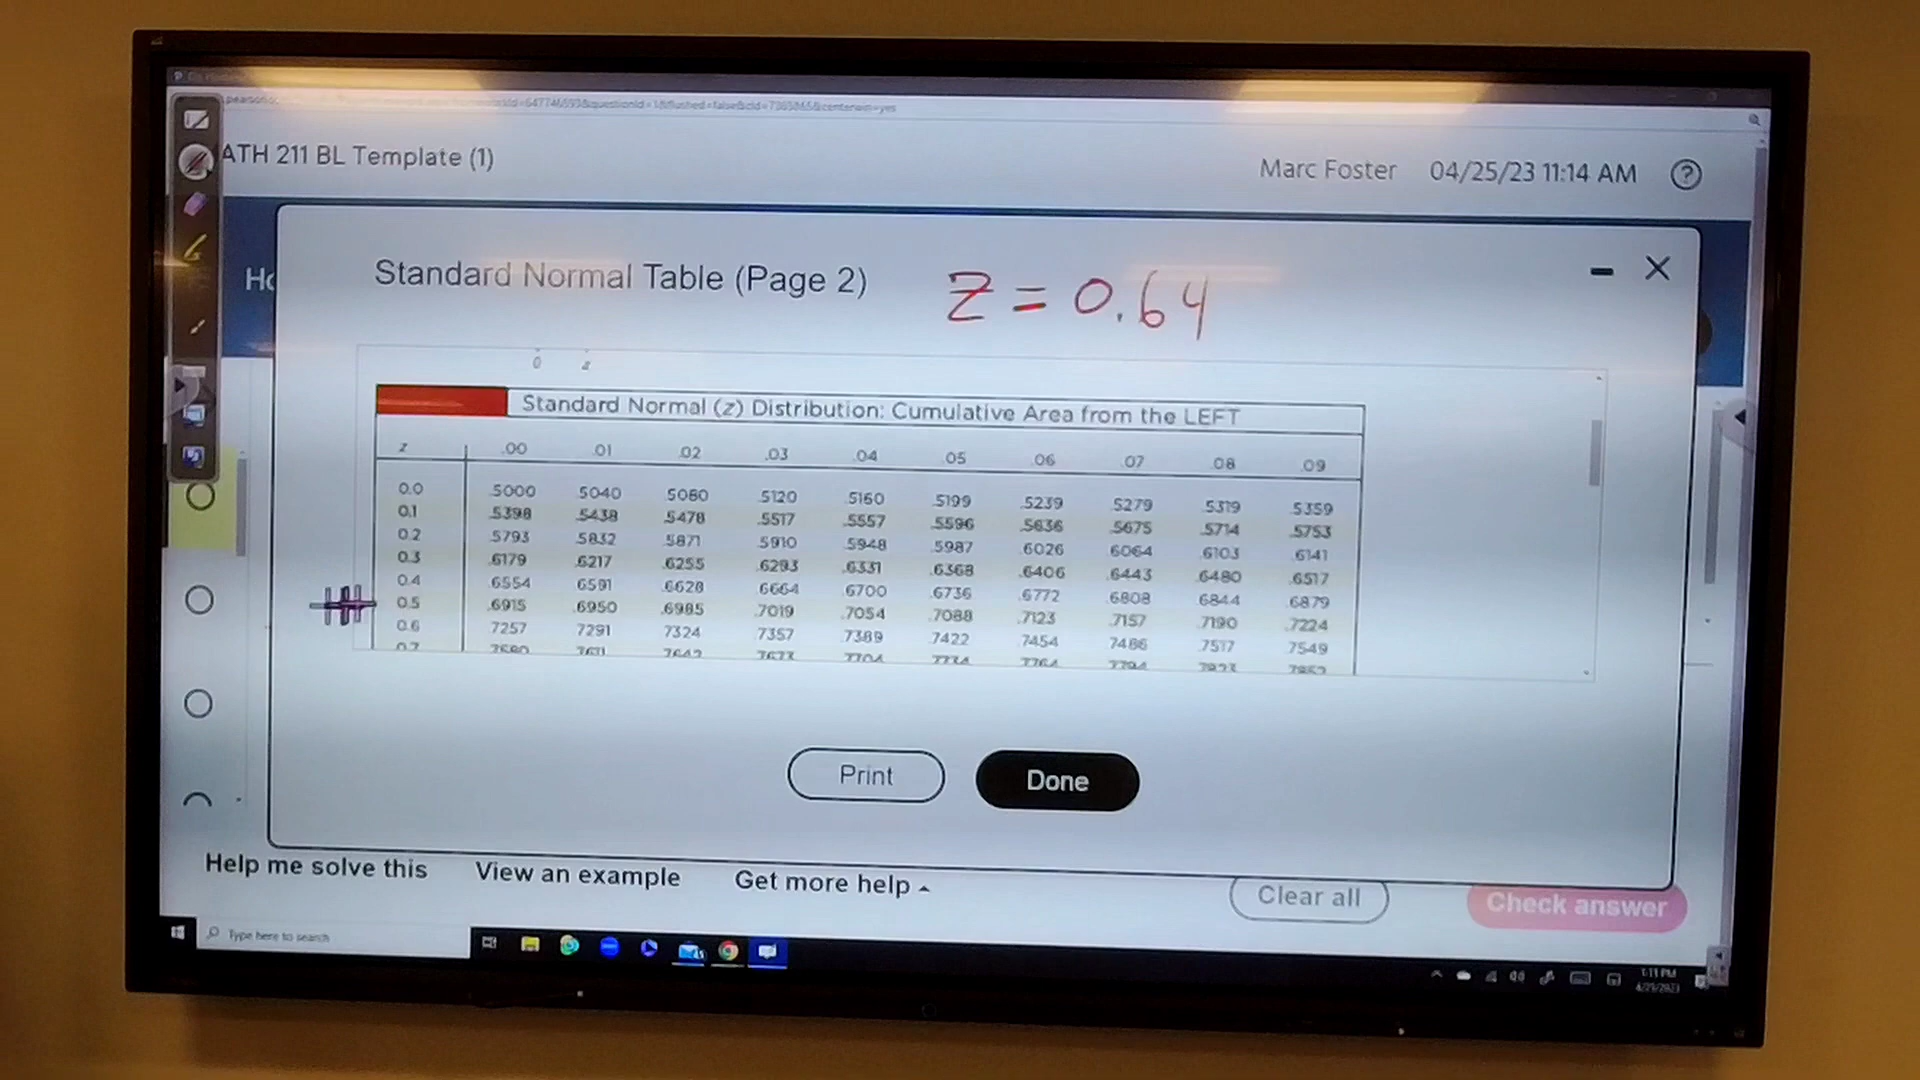 ATH 211 BL Template (1)
Marc Foster 04/25/23 11:14 AM ?
Standard Normal Table (Page 2)
z = 0.64
0 z
Standard Normal (z) Distribution: Cumulative Area from the LEFT
z .00 .01 .02 .03 .04 .05 .06 .07 .08 .09
0.0 .5000 .5040 .5080 .5120 .5160 .5199 .5239 .5279 .5319 .5359
0.1 .5398 .5438 .5478 .5517 .5557 .5596 .5636 .5675 .5714 .5753
0.2 .5793 .5832 .5871 .5910 .5948 .5987 .6026 .6064 .6103 .6141
0.3 .6179 .6217 .6255 .6293 .6331 .6368 .6406 .6443 .6480 .6517
0.4 .6554 .6591 .6628 .6664 .6700 .6736 .6772 .6808 .6844 .6879
0.5 .6915 .6950 .6985 .7019 .7054 .7088 .7123 .7157 .7190 .7224
0.6 .7257 .7291 .7324 .7357 .7389 .7422 .7454 .7486 .7517 .7549
Print
Done
Help me solve this
View an example
Get more help
Clear all
Check answer
Type here to search
1:11 PM